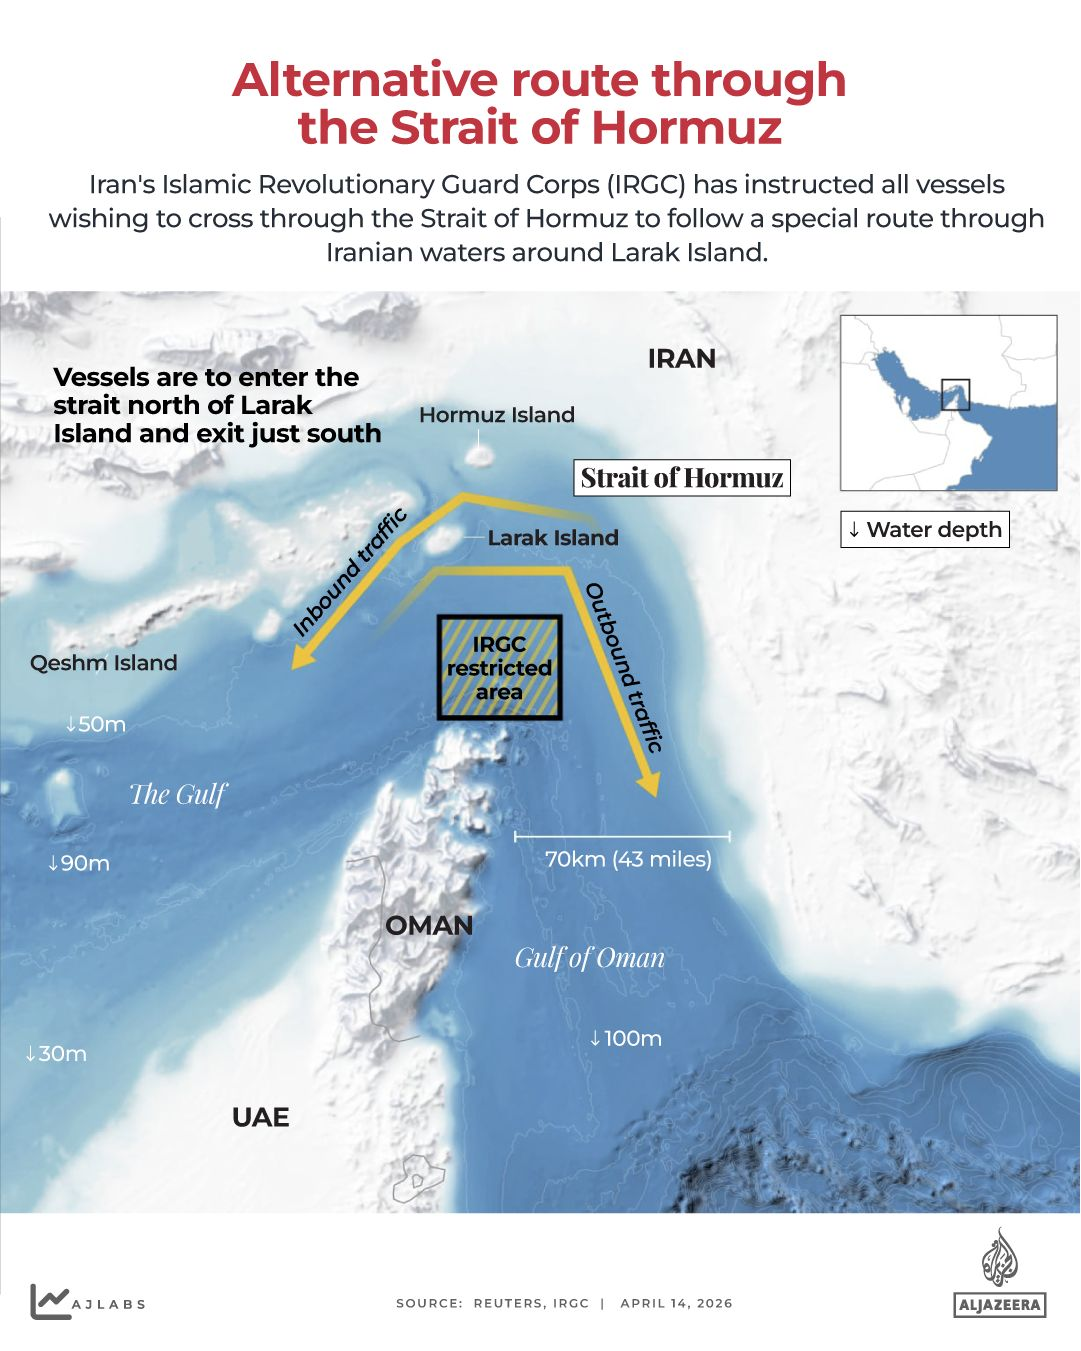 Alternative route through
the Strait of Hormuz
Iran's Islamic Revolutionary Guard Corps (IRGC) has instructed all vessels
wishing to cross through the Strait of Hormuz to follow a special route through
Iranian waters around Larak Island.
IRAN
Vessels are to enter the
strait north of Larak
Island and exit just south
Hormuz Island
Strait of Hormuz
↓ Water depth
Larak Island
Inbound traffic
Outbound traffic
IRGC
restricted
area
Qeshm Island
↓50m
The Gulf
↓90m
70km (43 miles)
OMAN
Gulf of Oman
↓100m
↓30m
UAE
AJLABS
SOURCE: REUTERS, IRGC | APRIL 14, 2026
ALJAZEERA